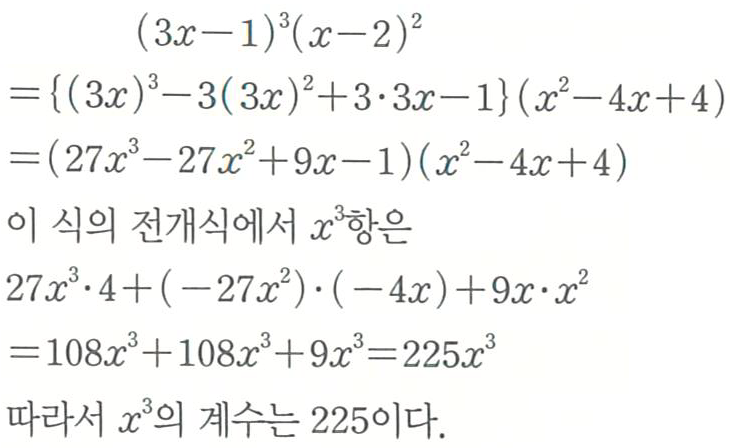 (3x−1)³(x−2)²
={(3x)³−3(3x)²+3·3x−1}(x²−4x+4)
=(27x³−27x²+9x−1)(x²−4x+4)
이 식의 전개식에서 x³항은
27x³·4+(−27x²)·(−4x)+9x·x²
=108x³+108x³+9x³=225x³
따라서 x³의 계수는 225이다.